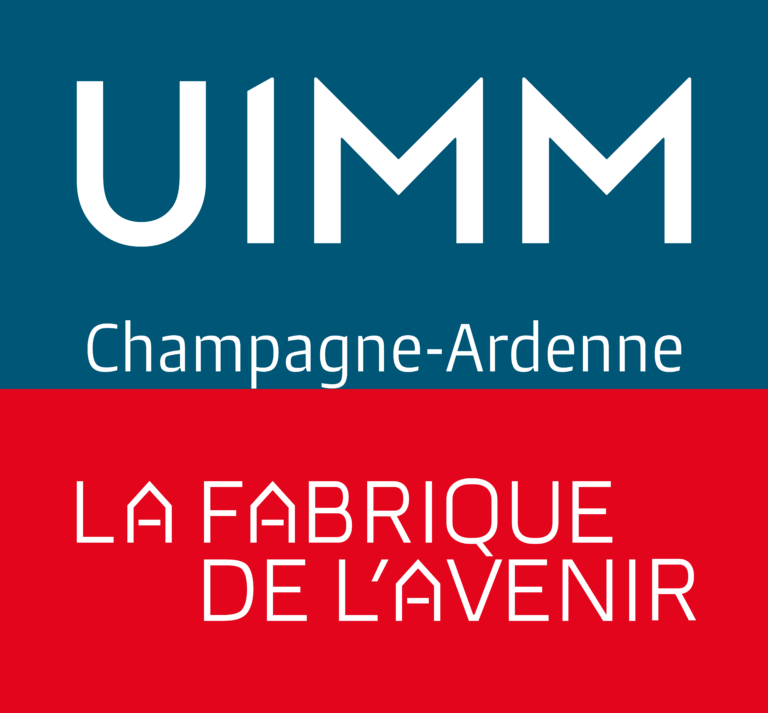 UIMM
Champagne-Ardenne
LA FABRIQUE
DE L'AVENIR